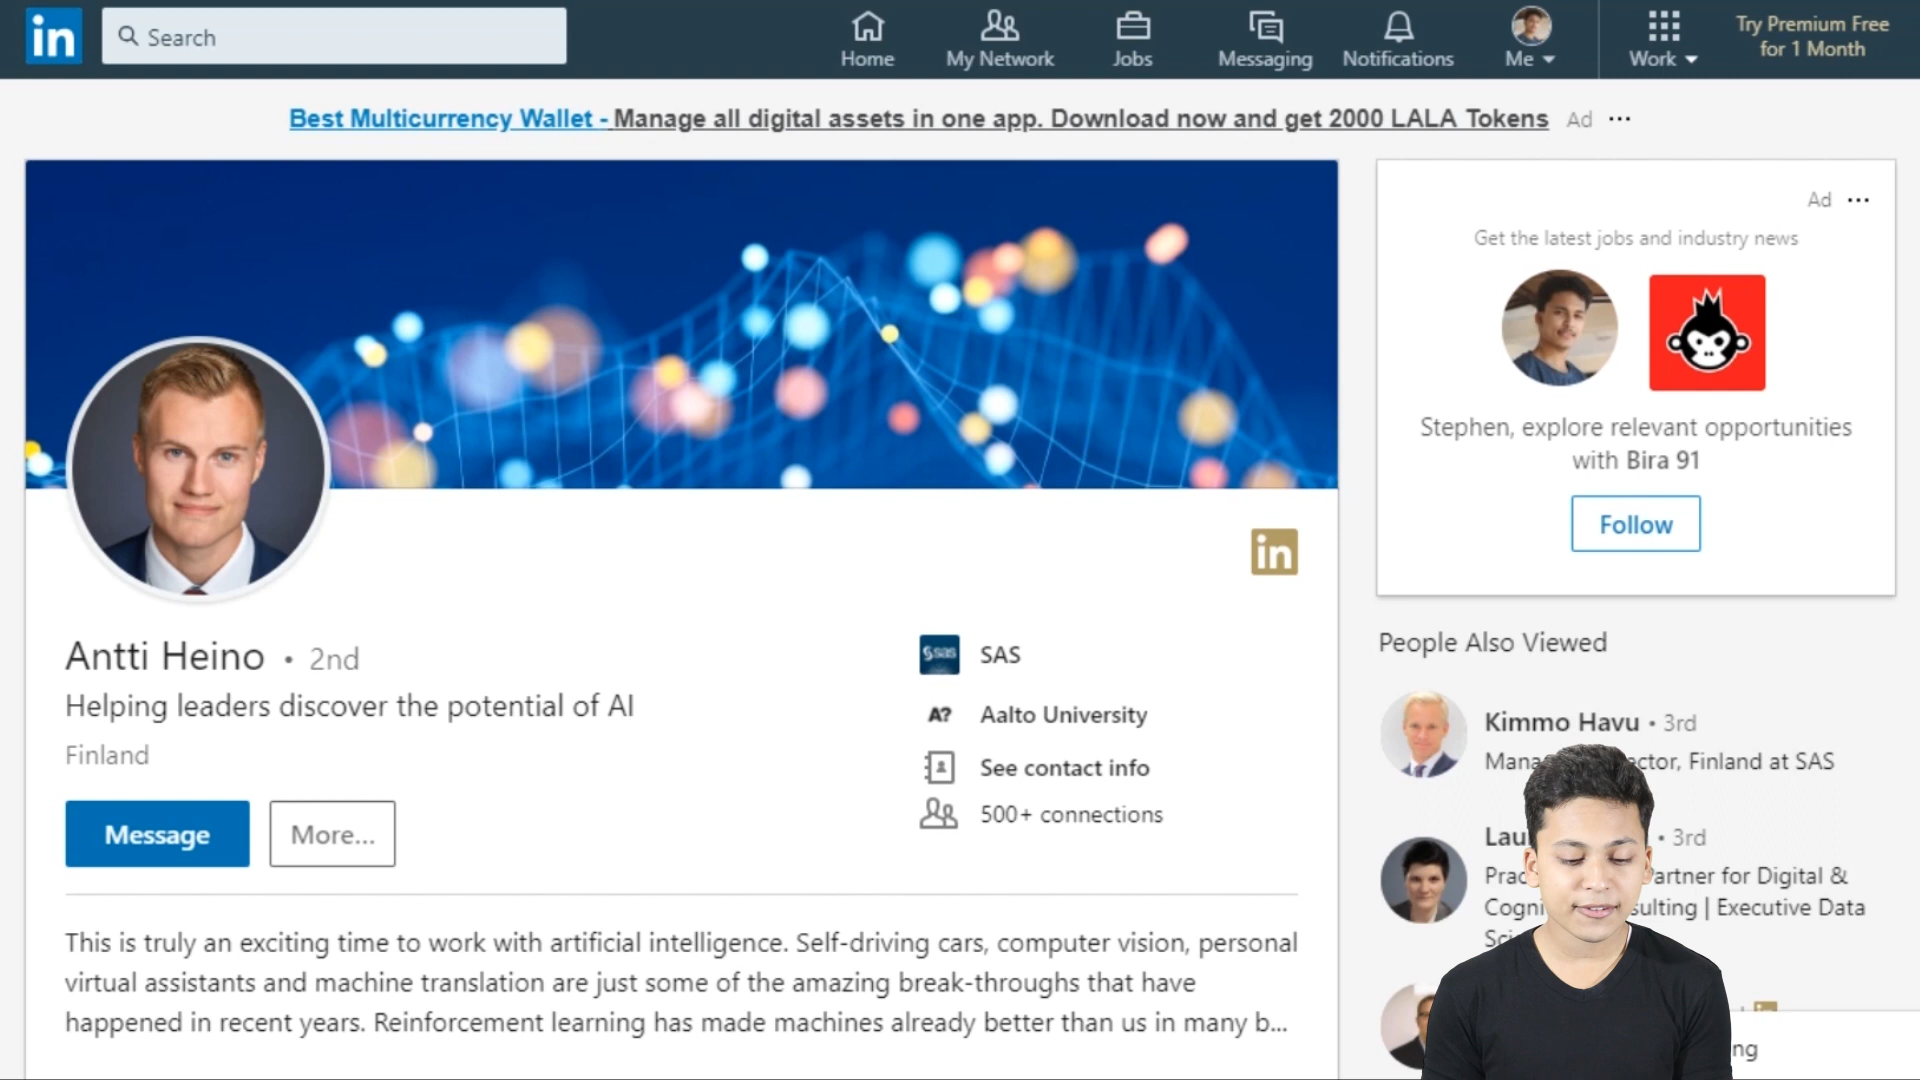 in
Search
Home
My Network
Jobs
Messaging
Notifications
Me
Work
Try Premium Free
for 1 Month
Best Multicurrency Wallet - Manage all digital assets in one app. Download now and get 2000 LALA Tokens Ad ...
Ad ...
Get the latest jobs and industry news
Stephen, explore relevant opportunities
with Bira 91
Follow
in
Antti Heino • 2nd
Helping leaders discover the potential of AI
Finland
Message
More...
sas SAS
A? Aalto University
See contact info
500+ connections
This is truly an exciting time to work with artificial intelligence. Self-driving cars, computer vision, personal
virtual assistants and machine translation are just some of the amazing break-throughs that have
happened in recent years. Reinforcement learning has made machines already better than us in many b...
People Also Viewed
Kimmo Havu • 3rd
Finland at SAS
• 3rd
for Digital &
| Executive Data